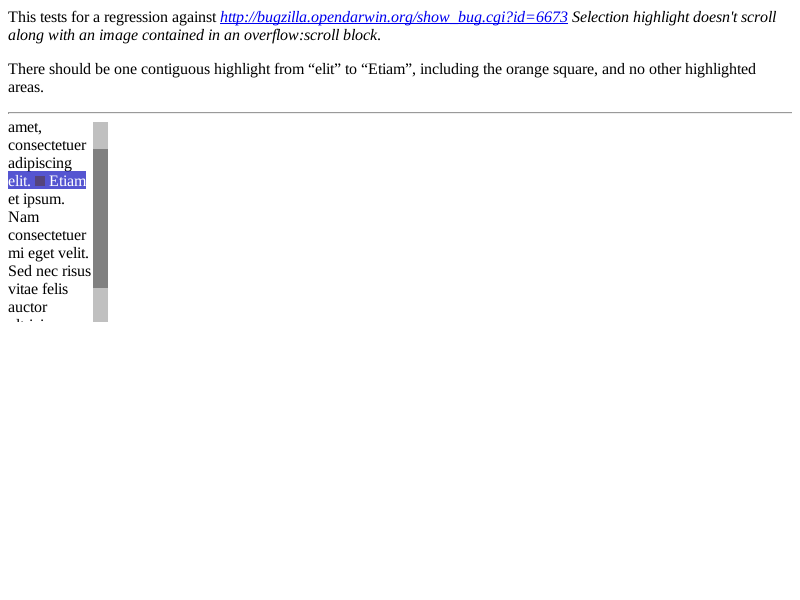 This tests for a regression against http://bugzilla.opendarwin.org/show_bug.cgi?id=6673 Selection highlight doesn't scroll
along with an image contained in an overflow:scroll block.
There should be one contiguous highlight from “elit” to “Etiam”, including the orange square, and no other highlighted
areas.
amet,
consectetuer
adipiscing
elit. Etiam
et ipsum.
Nam
consectetuer
mi eget velit.
Sed nec risus
vitae felis
auctor